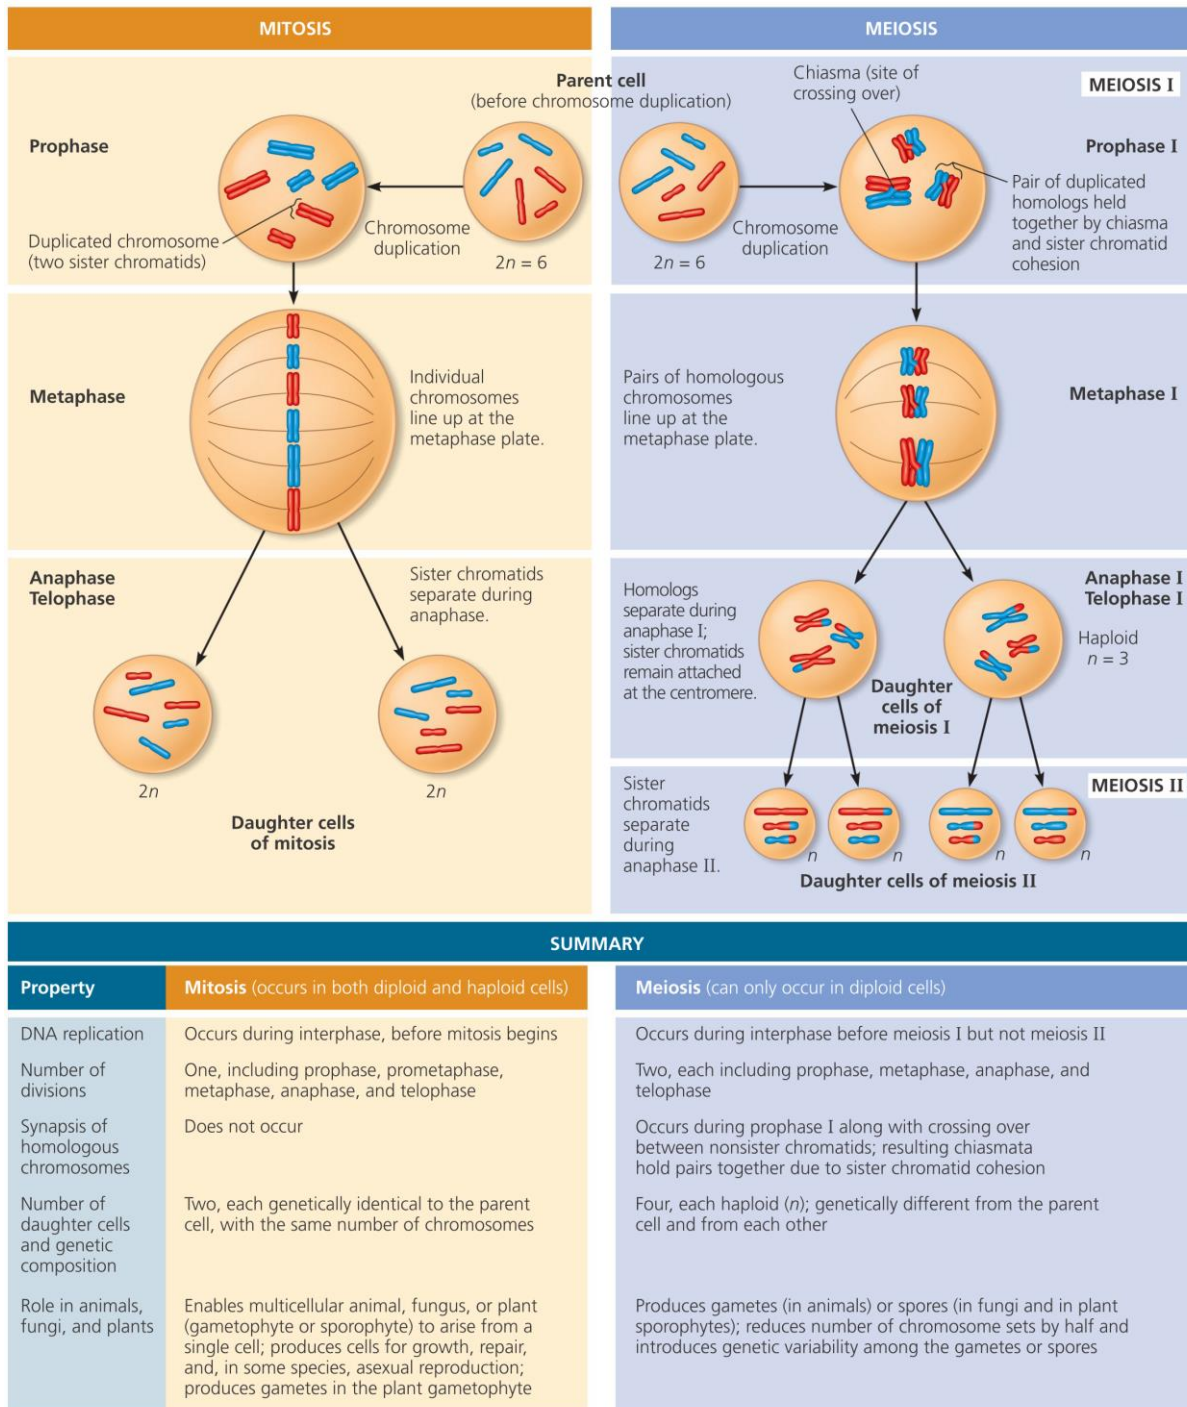 MITOSIS
MEIOSIS
Parent cell
(before chromosome duplication)
Chiasma (site of
crossing over)
MEIOSIS I
Prophase
Prophase I
Duplicated chromosome
(two sister chromatids)
Chromosome
duplication
2n = 6
2n = 6
Chromosome
duplication
Pair of duplicated
homologs held
together by chiasma
and sister chromatid
cohesion
Metaphase
Individual
chromosomes
line up at the
metaphase plate.
Pairs of homologous
chromosomes
line up at the
metaphase plate.
Metaphase I
Anaphase
Telophase
Sister chromatids
separate during
anaphase.
2n
2n
Daughter cells
of mitosis
Homologs
separate during
anaphase I;
sister chromatids
remain attached
at the centromere.
Anaphase I
Telophase I
Haploid
n = 3
Daughter
cells of
meiosis I
Sister
chromatids
separate
during
anaphase II.
MEIOSIS II
n
n
n
n
Daughter cells of meiosis II
SUMMARY
Property
Mitosis (occurs in both diploid and haploid cells)
Meiosis (can only occur in diploid cells)
DNA replication
Occurs during interphase, before mitosis begins
Occurs during interphase before meiosis I but not meiosis II
Number of
divisions
One, including prophase, prometaphase,
metaphase, anaphase, and telophase
Two, each including prophase, metaphase, anaphase, and
telophase
Synapsis of
homologous
chromosomes
Does not occur
Occurs during prophase I along with crossing over
between nonsister chromatids; resulting chiasmata
hold pairs together due to sister chromatid cohesion
Number of
daughter cells
and genetic
composition
Two, each genetically identical to the parent
cell, with the same number of chromosomes
Four, each haploid (n); genetically different from the parent
cell and from each other
Role in animals,
fungi, and plants
Enables multicellular animal, fungus, or plant
(gametophyte or sporophyte) to arise from a
single cell; produces cells for growth, repair,
and, in some species, asexual reproduction;
produces gametes in the plant gametophyte
Produces gametes (in animals) or spores (in fungi and in plant
sporophytes); reduces number of chromosome sets by half and
introduces genetic variability among the gametes or spores